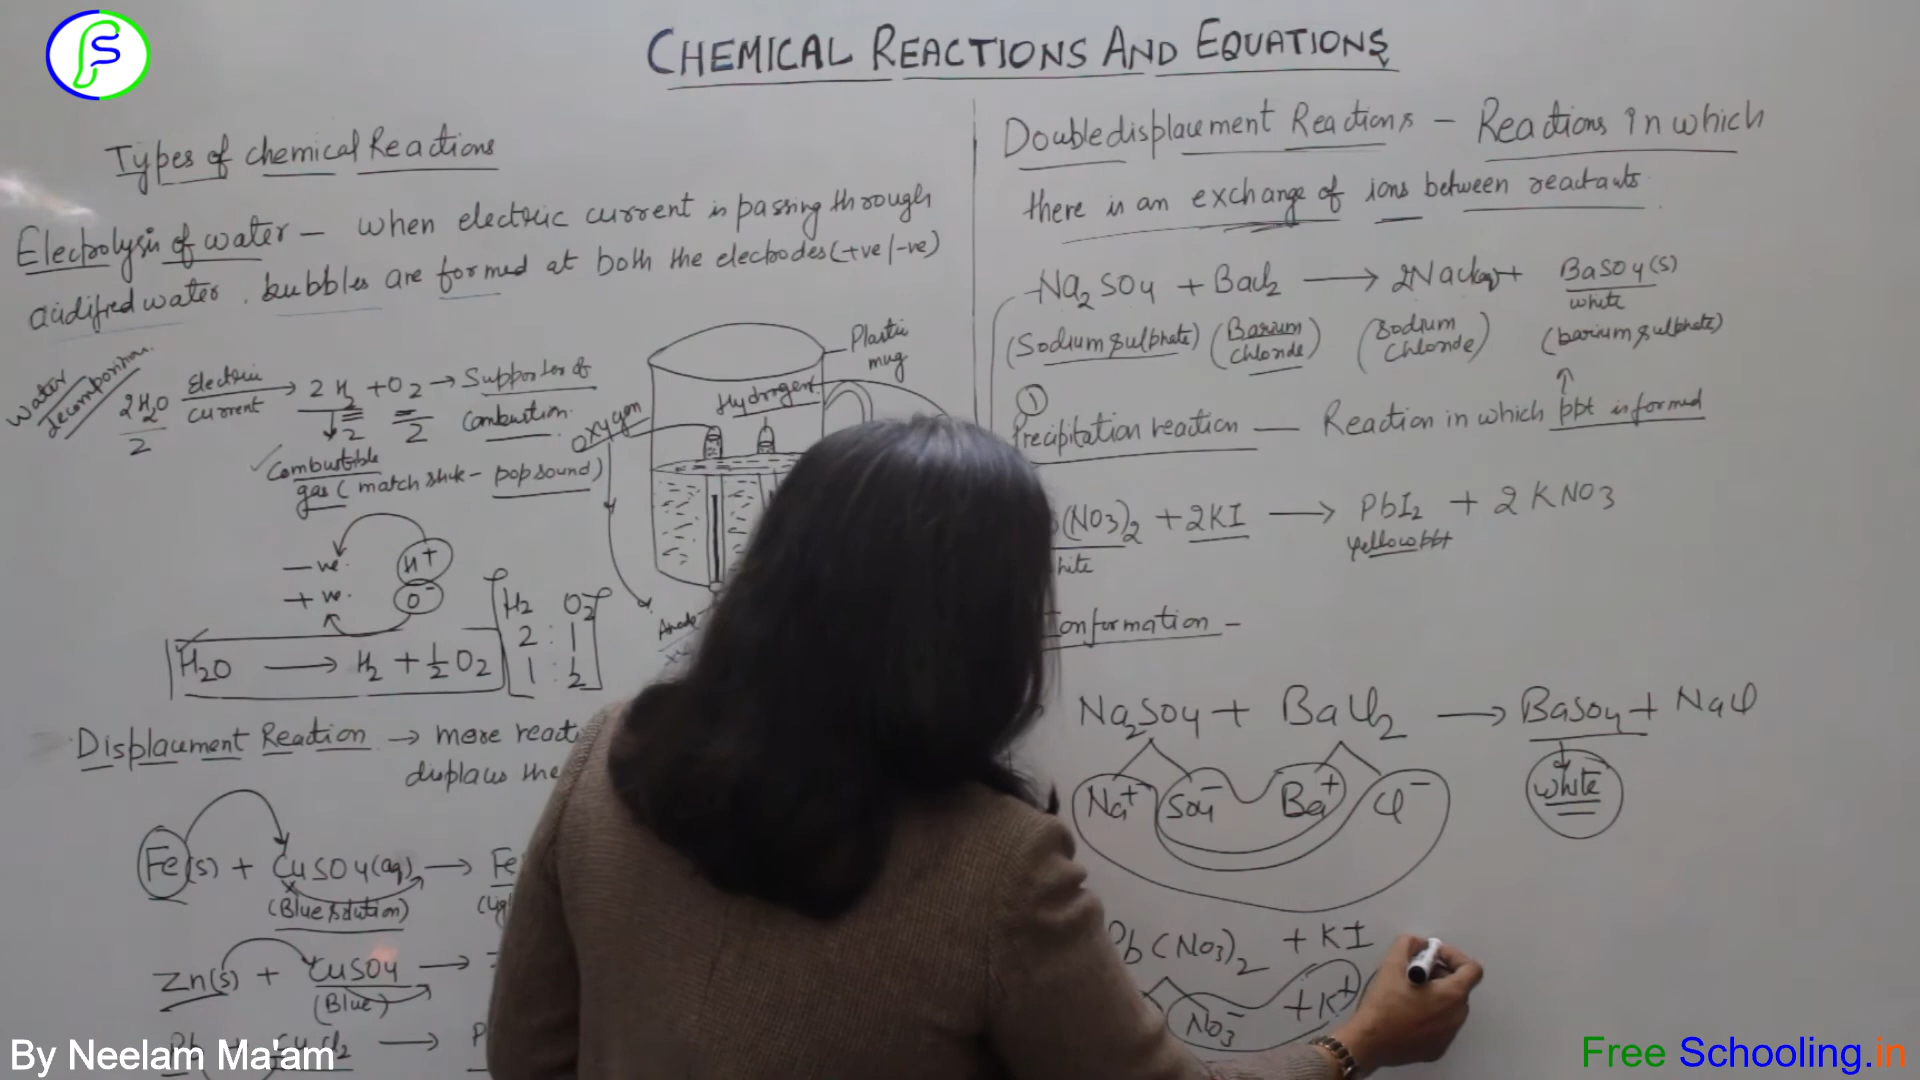 CHEMICAL REACTIONS AND EQUATIONS
Types of chemical Reactions
Electrolysis of water — when electric current is passing through
acidified water, bubbles are formed at both the electrodes (+ve/-ve)
Water
decomposition
2H2O Electric current → 2H2 + O2 → Supporter of
Combustion
2 2 2
Combustible
gas (match stick - pop sound)
Plastic
mug
Hydrogen
Oxygen
- ve. H+
+ ve. O-
H2 O2
2 : 1
1 : 1/2
H2O → H2 + 1/2 O2
Displacement Reaction → more
displaces the
Fe(s) + CuSO4(aq) → Fe
(Blue solution)
Zn(s) + CuSO4 →
(Blue)
Double displacement Reactions — Reactions in which
there is an exchange of ions between reactants.
Na2SO4 + BaCl2 → 2NaCl(aq) + BaSO4(s)
white
(Sodium sulphate) (Barium chloride) (Sodium chloride) (barium sulphate)
1
Precipitation reaction — Reaction in which ppt is formed
(NO3)2 + 2KI → PbI2 + 2KNO3
yellow ppt
Na2SO4 + BaCl2 → BaSO4 + NaCl
white
Na+ SO4- Ba+ Cl-
Pb(NO3)2 + KI
NO3- + K+
By Neelam Ma'am
Free Schooling.in